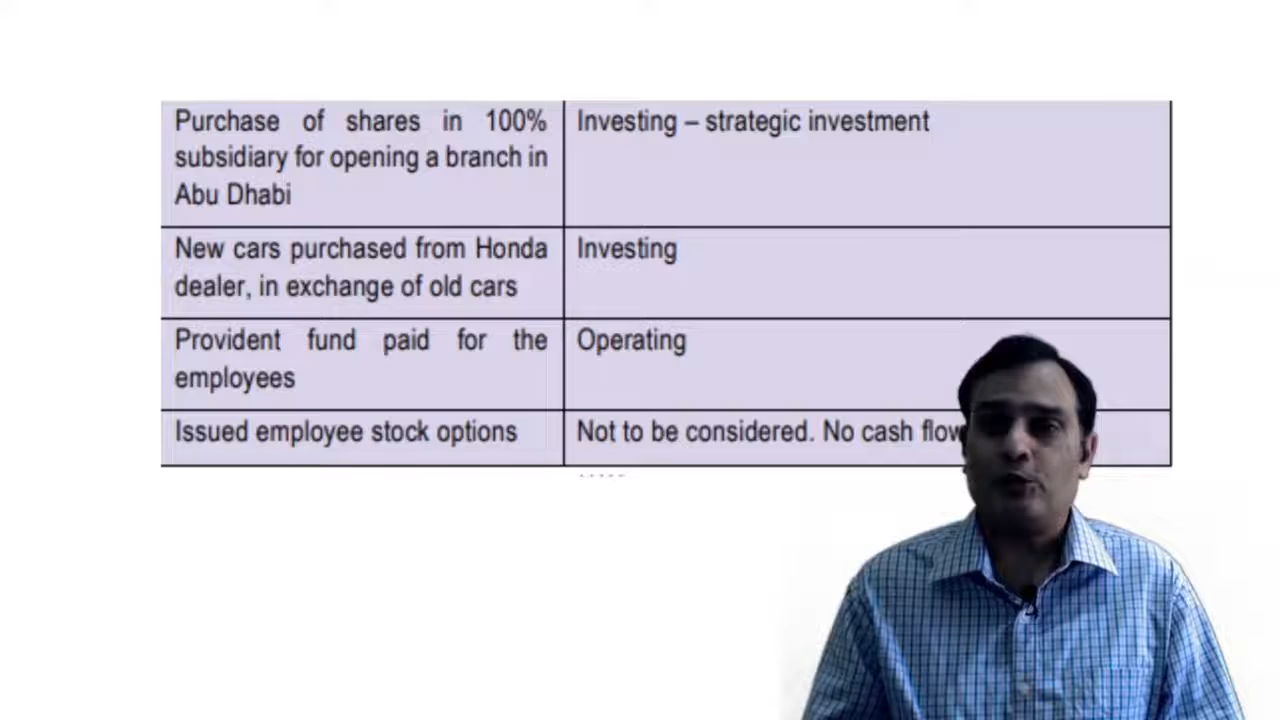 Purchase of shares in 100%
subsidiary for opening a branch in
Abu Dhabi
Investing – strategic investment
New cars purchased from Honda
dealer, in exchange of old cars
Investing
Provident fund paid for the
employees
Operating
Issued employee stock options
Not to be considered. No cash flow